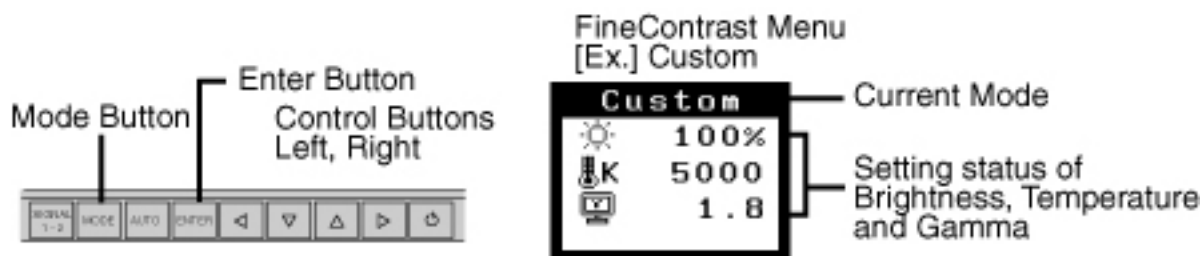 FineContrast Menu
[Ex.] Custom
Enter Button
Mode Button
Control Buttons
Left, Right
SIGNAL
1-2
MODE
AUTO
ENTER
Custom
100%
K 5000
1.8
Current Mode
Setting status of
Brightness, Temperature
and Gamma